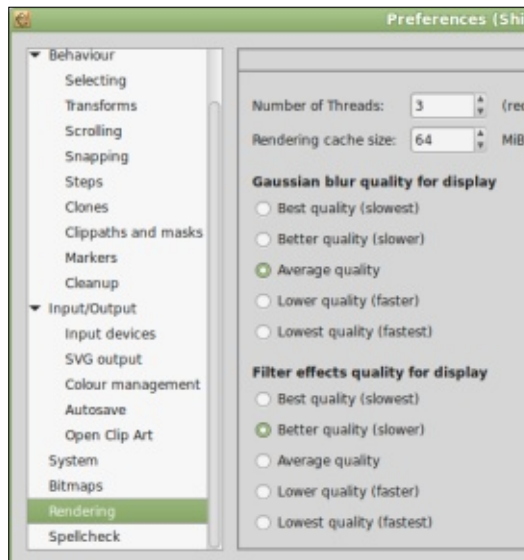 Preferences (Shi
Behaviour
Selecting
Transforms
Scrolling
Snapping
Steps
Clones
Clippaths and masks
Markers
Cleanup
Input/Output
Input devices
SVG output
Colour management
Autosave
Open Clip Art
System
Bitmaps
Rendering
Spellcheck
Number of Threads: 3 (rec
Rendering cache size: 64 MiB
Gaussian blur quality for display
Best quality (slowest)
Better quality (slower)
Average quality
Lower quality (faster)
Lowest quality (fastest)
Filter effects quality for display
Best quality (slowest)
Better quality (slower)
Average quality
Lower quality (faster)
Lowest quality (fastest)